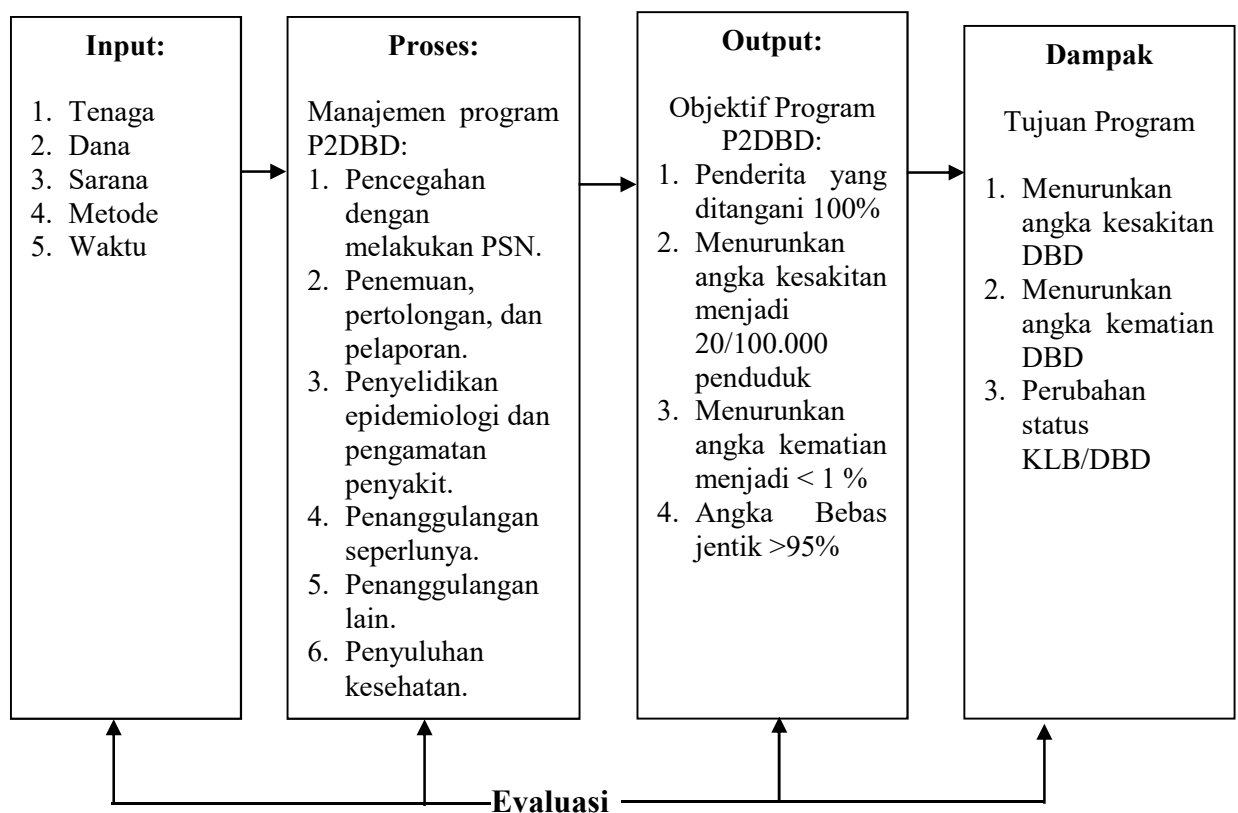 Input:
1. Tenaga
2. Dana
3. Sarana
4. Metode
5. Waktu
Proses:
Manajemen program
P2DBD:
1. Pencegahan
dengan
melakukan PSN.
2. Penemuan,
pertolongan, dan
pelaporan.
3. Penyelidikan
epidemiologi dan
pengamatan
penyakit.
4. Penanggulangan
seperlunya.
5. Penanggulangan
lain.
6. Penyuluhan
kesehatan.
Output:
Objektif Program
P2DBD:
1. Penderita yang
ditangani 100%
2. Menurunkan
angka kesakitan
menjadi
20/100.000
penduduk
3. Menurunkan
angka kematian
menjadi < 1 %
4. Angka Bebas
jentik >95%
Dampak
Tujuan Program
1. Menurunkan
angka kesakitan
DBD
2. Menurunkan
angka kematian
DBD
3. Perubahan
status
KLB/DBD
Evaluasi